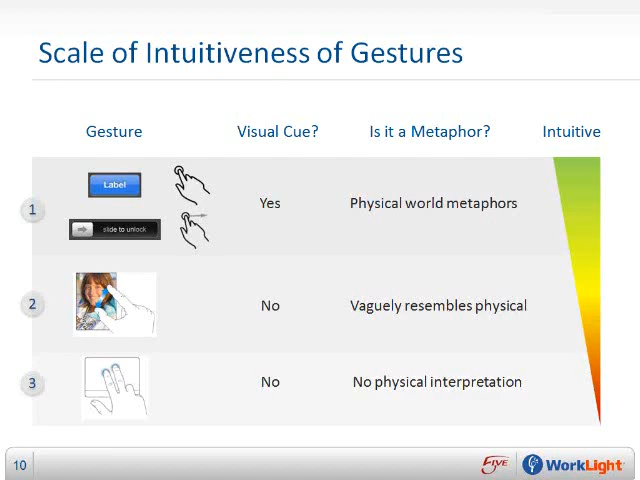 Scale of Intuitiveness of Gestures
Gesture Visual Cue? Is it a Metaphor? Intuitive
Label
1 Yes Physical world metaphors
slide to unlock
2 No Vaguely resembles physical
3 No No physical interpretation
10 FIVE WorkLight